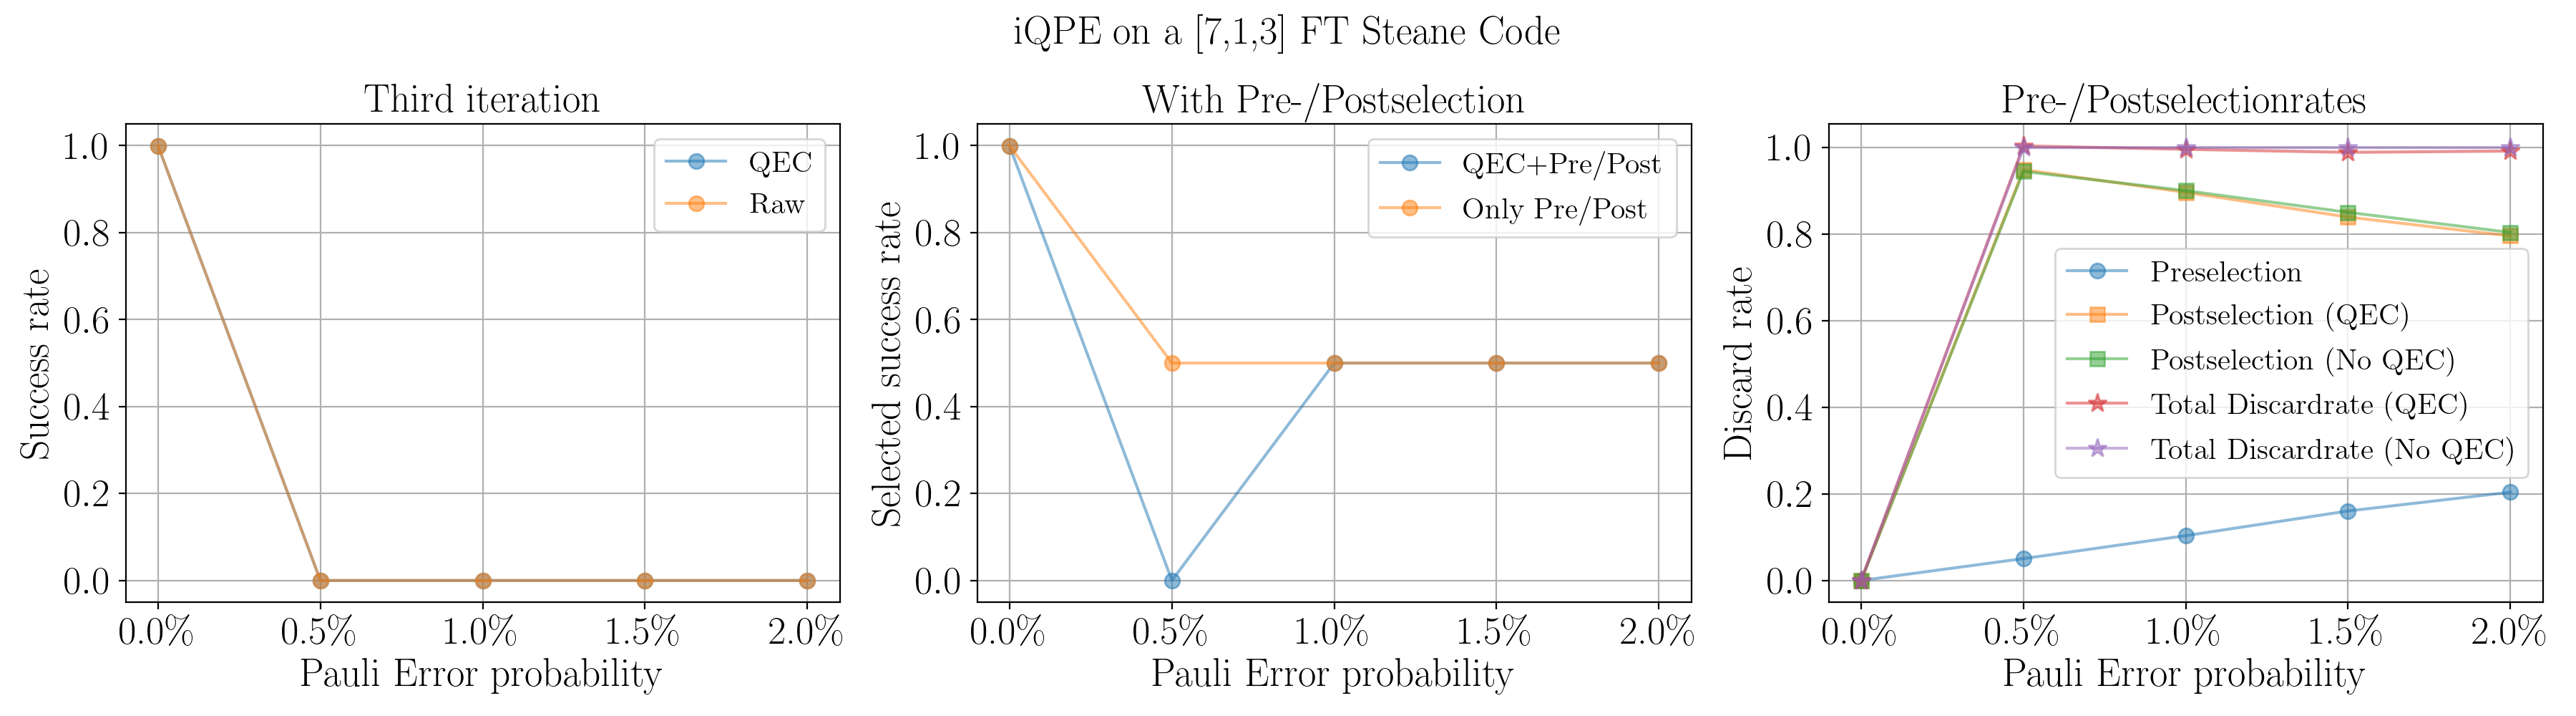 iQPE on a [7,1,3] FT Steane Code
Third iteration
Success rate
1.0
0.8
0.6
0.4
0.2
0.0
QEC
Raw
0.0%
0.5%
1.0%
1.5%
2.0%
Pauli Error probability
With Pre-/Postselection
Selected success rate
1.0
0.8
0.6
0.4
0.2
0.0
QEC+Pre/Post
Only Pre/Post
0.0%
0.5%
1.0%
1.5%
2.0%
Pauli Error probability
Pre-/Postselectionrates
Discard rate
1.0
0.8
0.6
0.4
0.2
0.0
Preselection
Postselection (QEC)
Postselection (No QEC)
Total Discardrate (QEC)
Total Discardrate (No QEC)
0.0%
0.5%
1.0%
1.5%
2.0%
Pauli Error probability